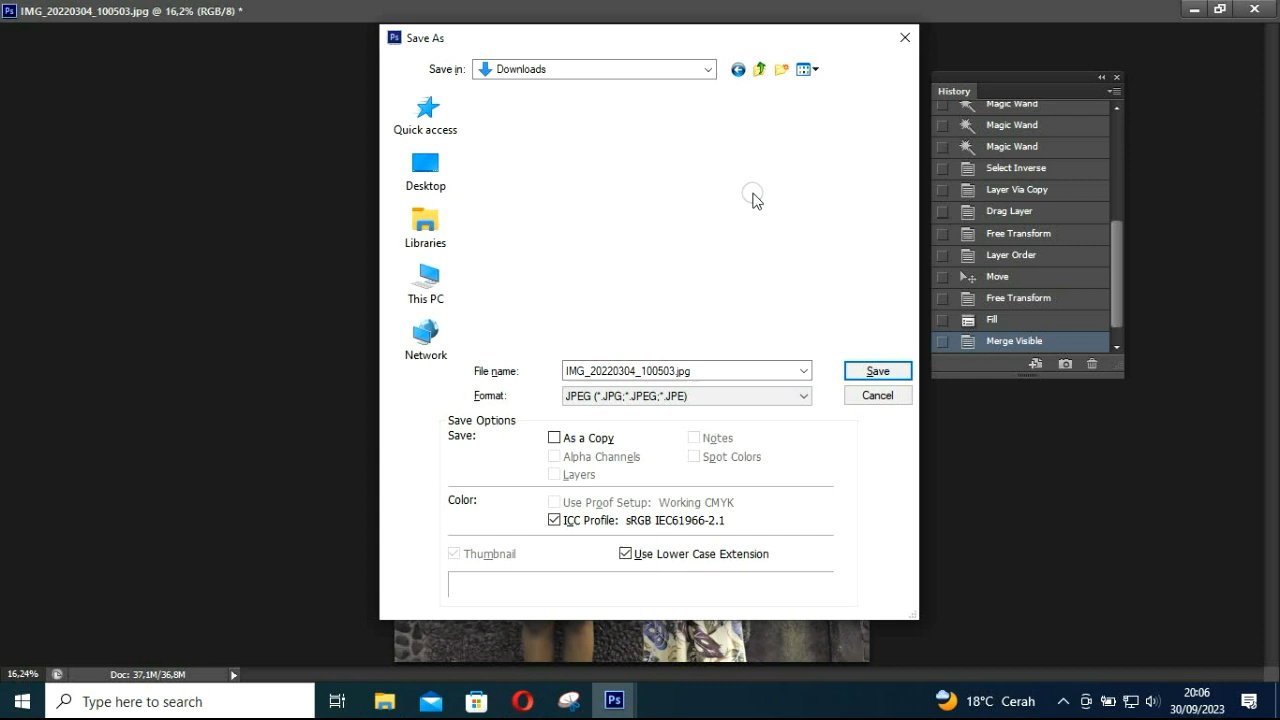 IMG_20220304_100503.jpg @ 16,2% (RGB/8) *
Save As
Save in: Downloads
Quick access
Desktop
Libraries
This PC
Network
File name: IMG_20220304_100503.jpg Save
Format: JPEG (*.JPG;*.JPEG;*.JPE) Cancel
Save Options
Save: As a Copy Notes
Alpha Channels Spot Colors
Layers
Color: Use Proof Setup: Working CMYK
ICC Profile: sRGB IEC61966-2.1
Thumbnail Use Lower Case Extension
History
Magic Wand
Magic Wand
Magic Wand
Select Inverse
Layer Via Copy
Drag Layer
Free Transform
Layer Order
Move
Free Transform
Fill
Merge Visible
16,24% Doc: 37,1M/36,8M
Type here to search
18°C Cerah
20:06
30/09/2023